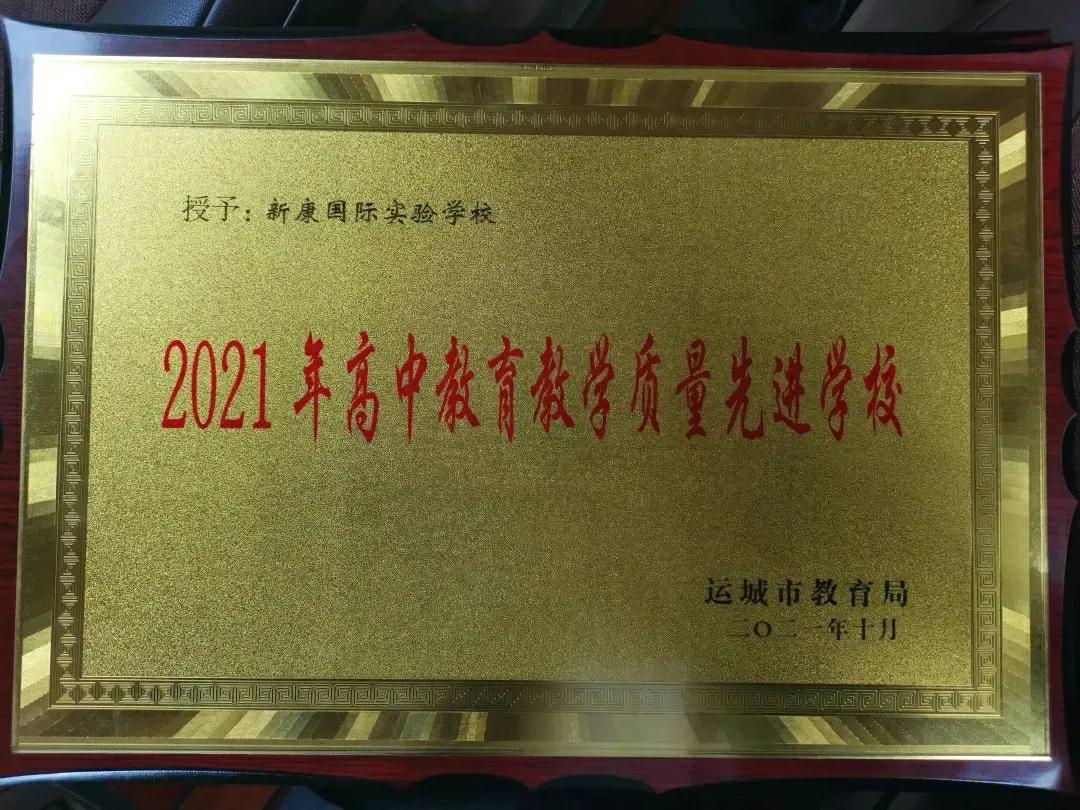 授予：新康国际实验学校
2021年高中教育教学质量先进学校
运城市教育局
二〇二一年十月